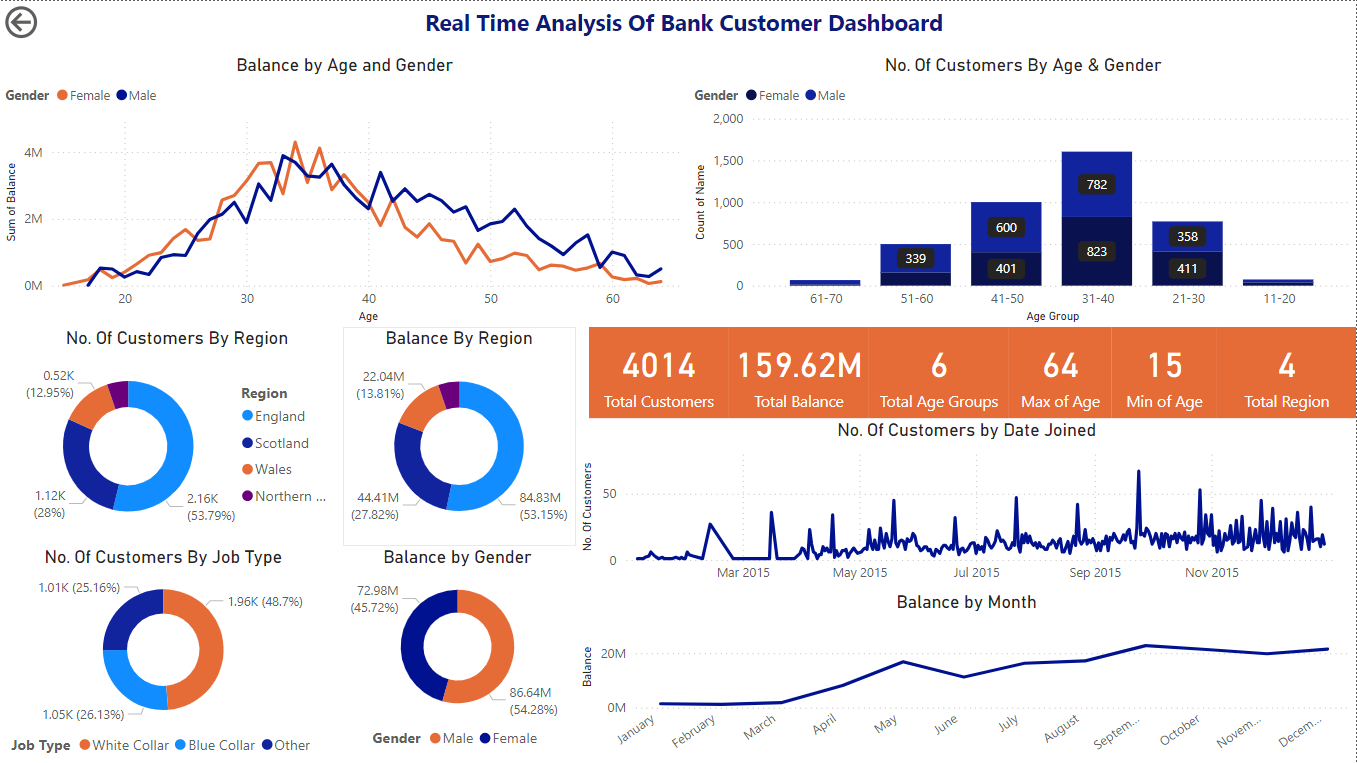 Real Time Analysis Of Bank Customer Dashboard
Balance by Age and Gender
Gender Female Male
Sum of Balance
4M
2M
0M
20 30 40 50 60
Age
No. Of Customers By Age & Gender
Gender Female Male
Count of Name
2,000
1,500
1,000
500
0
339
600
401
782
823
358
411
61-70 51-60 41-50 31-40 21-30 11-20
Age Group
No. Of Customers By Region
0.52K
(12.95%)
1.12K
(28%)
2.16K
(53.79%)
Region
England
Scotland
Wales
Northern ...
Balance By Region
22.04M
(13.81%)
44.41M
(27.82%)
84.83M
(53.15%)
4014 159.62M 6 64 15 4
Total Customers Total Balance Total Age Groups Max of Age Min of Age Total Region
No. Of Customers by Date Joined
No. Of Customers
50
0
Mar 2015 May 2015 Jul 2015 Sep 2015 Nov 2015
No. Of Customers By Job Type
1.01K (25.16%)
1.96K (48.7%)
1.05K (26.13%)
Job Type White Collar Blue Collar Other
Balance by Gender
72.98M
(45.72%)
86.64M
(54.28%)
Gender Male Female
Balance by Month
Balance
20M
0M
January February March April May June July August Septem... October Novem... Decem...